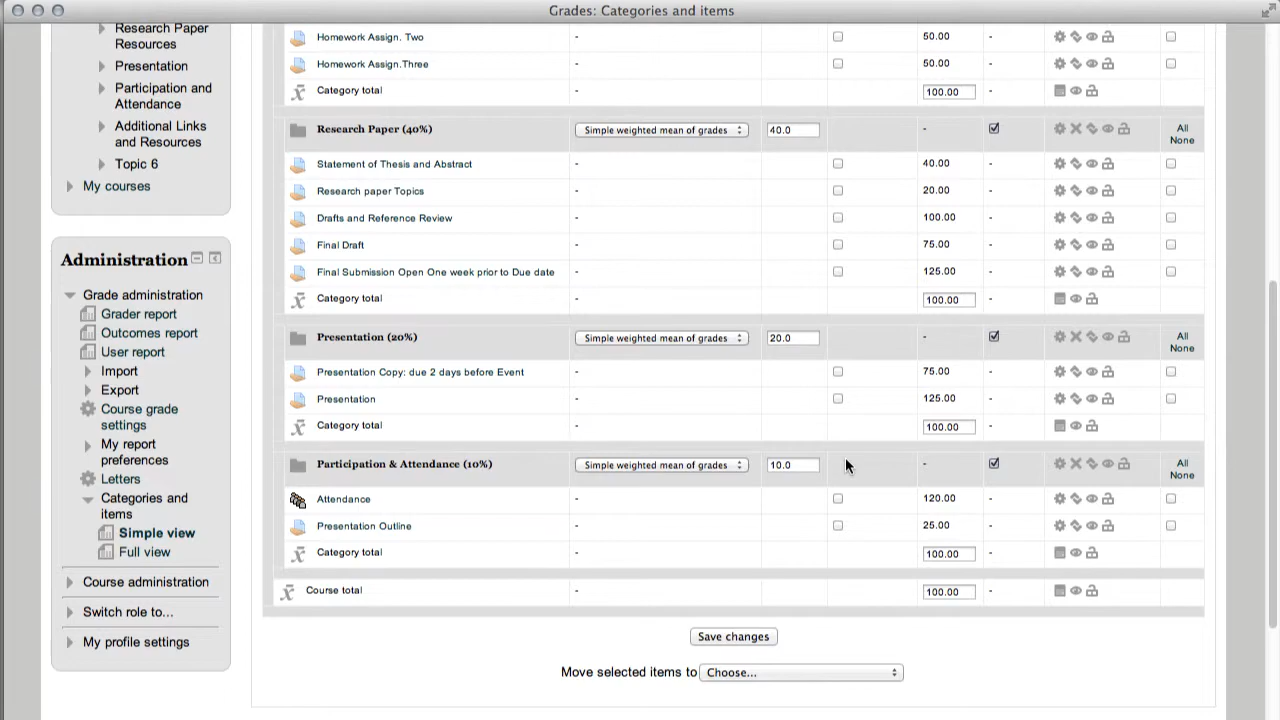 Grades: Categories and items
Research Paper
Resources
Presentation
Participation and
Attendance
Additional Links
and Resources
Topic 6
My courses
Administration
Grade administration
Grader report
Outcomes report
User report
Import
Export
Course grade
settings
My report
preferences
Letters
Categories and
items
Simple view
Full view
Course administration
Switch role to...
My profile settings
Homework Assign. Two - 50.00 -
Homework Assign.Three - 50.00 -
Category total - 100.00 -
Research Paper (40%) Simple weighted mean of grades 40.0 - All
None
Statement of Thesis and Abstract - 40.00 -
Research paper Topics - 20.00 -
Drafts and Reference Review - 100.00 -
Final Draft - 75.00 -
Final Submission Open One week prior to Due date - 125.00 -
Category total - 100.00 -
Presentation (20%) Simple weighted mean of grades 20.0 - All
None
Presentation Copy: due 2 days before Event - 75.00 -
Presentation - 125.00 -
Category total - 100.00 -
Participation & Attendance (10%) Simple weighted mean of grades 10.0 - All
None
Attendance - 120.00 -
Presentation Outline - 25.00 -
Category total - 100.00 -
Course total - 100.00 -
Save changes
Move selected items to Choose...